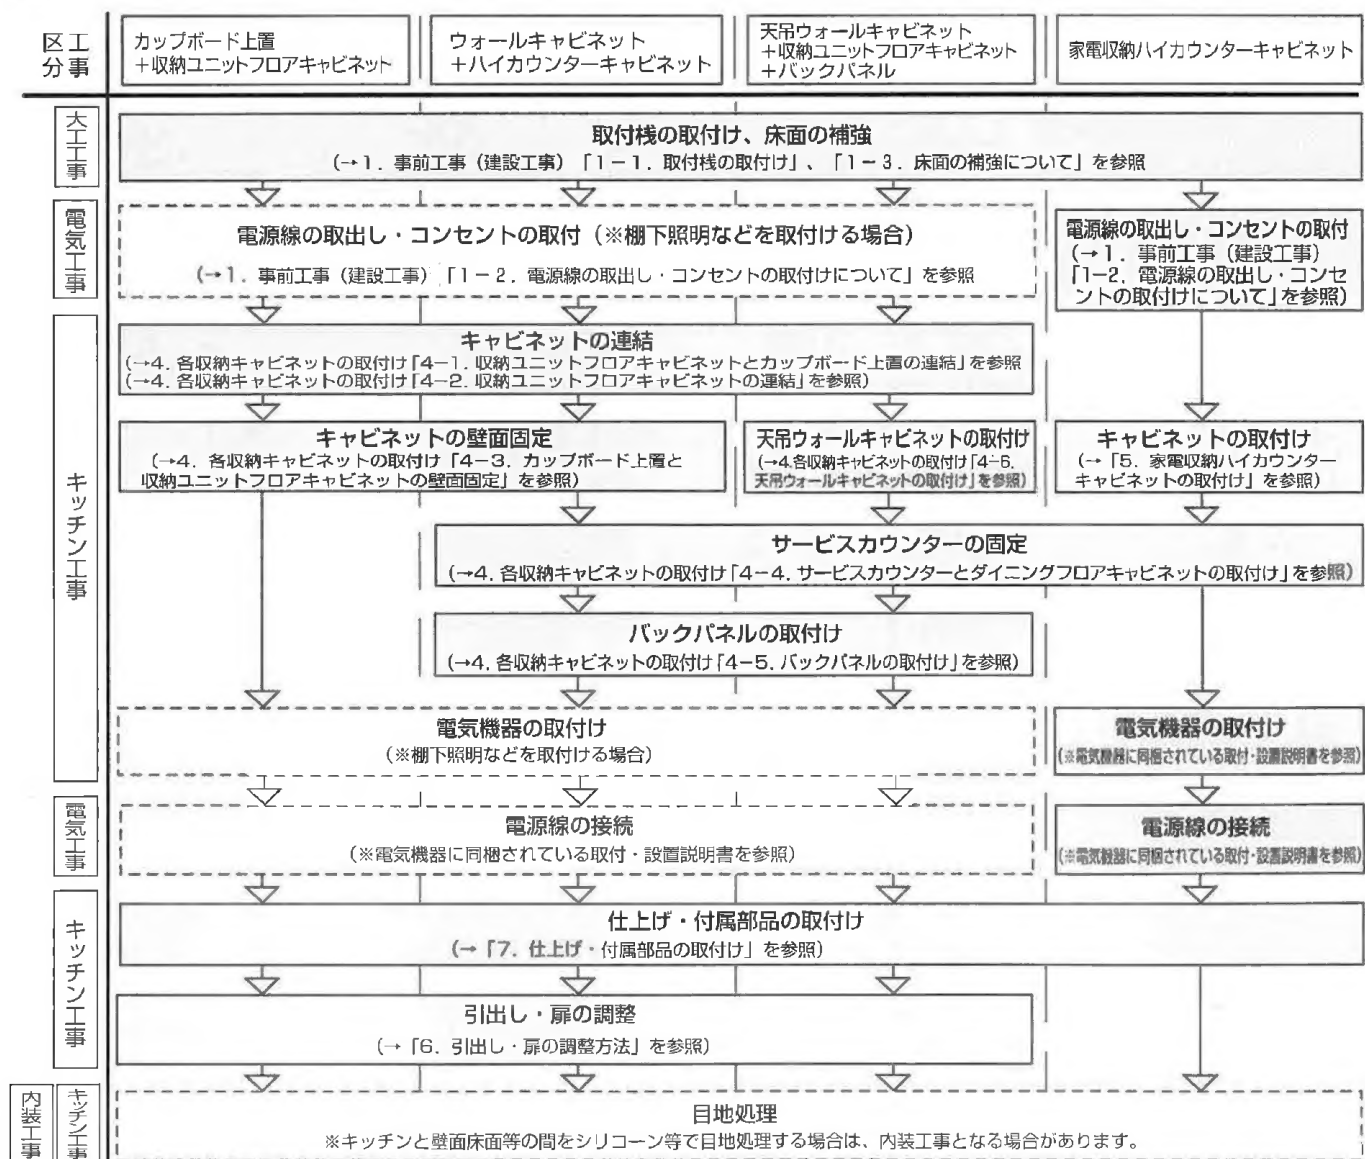 工事
区分
カップボード上置
+収納ユニットフロアキャビネット
ウォールキャビネット
+ハイカウンターキャビネット
天吊ウォールキャビネット
+収納ユニットフロアキャビネット
+バックパネル
家電収納ハイカウンターキャビネット
大工工事
取付桟の取付け、床面の補強
(→1. 事前工事(建設工事)「1-1. 取付桟の取付け」、「1-3. 床面の補強について」を参照
電気工事
電源線の取出し・コンセントの取付(※棚下照明などを取付ける場合)
(→1. 事前工事(建設工事)「1-2. 電源線の取出し・コンセントの取付けについて」を参照
電源線の取出し・コンセントの取付
(→1. 事前工事(建設工事)
「1-2. 電源線の取出し・コンセ
ントの取付けについて」を参照)
キッチン工事
キャビネットの連結
(→4. 各収納キャビネットの取付け「4-1. 収納ユニットフロアキャビネットとカップボード上置の連結」を参照
(→4. 各収納キャビネットの取付け「4-2. 収納ユニットフロアキャビネットの連結」を参照)
キャビネットの壁面固定
(→4. 各収納キャビネットの取付け「4-3. カップボード上置と
収納ユニットフロアキャビネットの壁面固定」を参照)
天吊ウォールキャビネットの取付け
(→4.各収納キャビネットの取付け「4-6.
天吊ウォールキャビネットの取付け」を参照)
キャビネットの取付け
(→「5. 家電収納ハイカウンター
キャビネットの取付け」を参照)
サービスカウンターの固定
(→4. 各収納キャビネットの取付け「4-4. サービスカウンターとダイニングフロアキャビネットの取付け」を参照)
バックパネルの取付け
(→4. 各収納キャビネットの取付け「4-5. バックパネルの取付け」を参照)
電気機器の取付け
(※棚下照明などを取付ける場合)
電気機器の取付け
(※電気機器に同梱されている取付・設置説明書を参照)
電気工事
電源線の接続
(※電気機器に同梱されている取付・設置説明書を参照)
電源線の接続
(※電気機器に同梱されている取付・設置説明書を参照)
キッチン工事
仕上げ・付属部品の取付け
(→「7. 仕上げ・付属部品の取付け」を参照)
引出し・扉の調整
(→「6. 引出し・扉の調整方法」を参照)
内装工事
キッチン工事
目地処理
※キッチンと壁面床面等の間をシリコーン等で目地処理する場合は、内装工事となる場合があります。